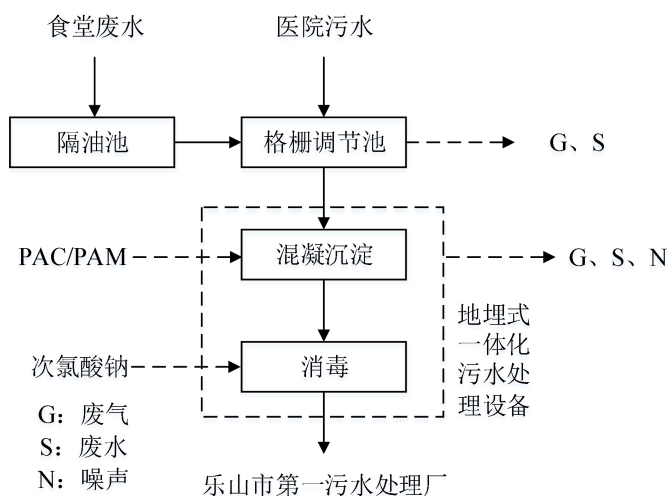 食堂废水
医院污水
隔油池
格栅调节池
G、S
PAC/PAM
混凝沉淀
G、S、N
地埋式
一体化
污水处
理设备
次氯酸钠
消毒
G：废气
S：废水
N：噪声
乐山市第一污水处理厂